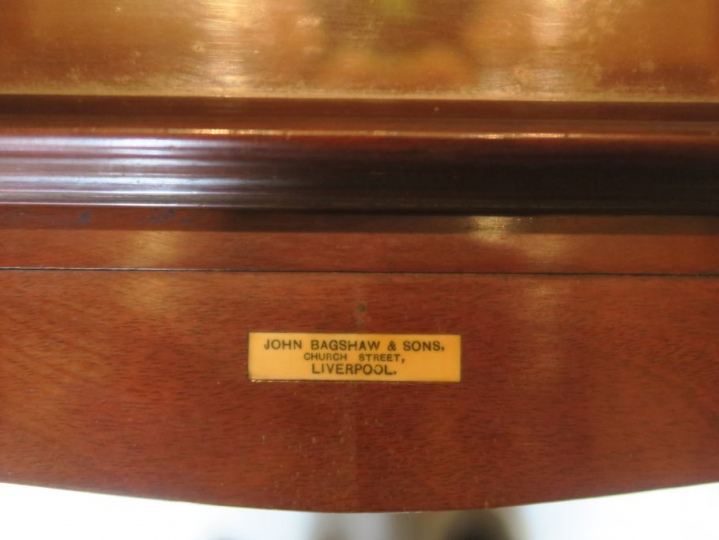 JOHN BAGSHAW & SONS,
CHURCH STREET,
LIVERPOOL.